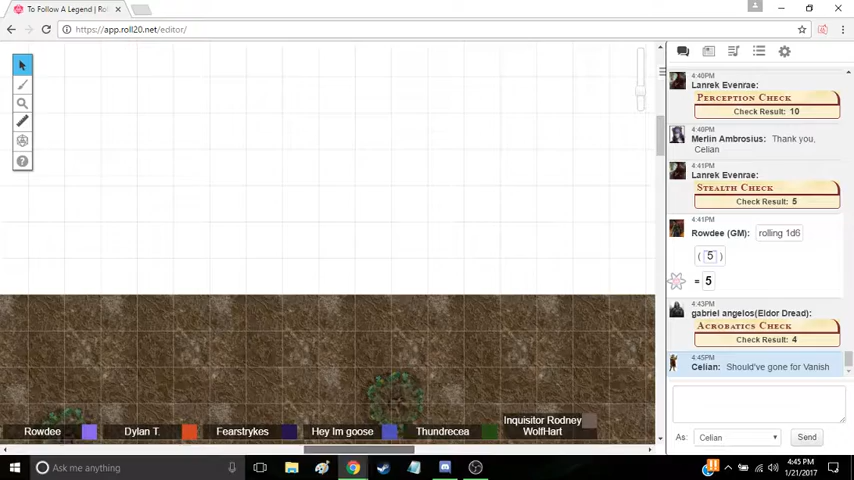 To Follow A Legend | Rol
https://app.roll20.net/editor/
4:40PM
Lanrek Evenrae:
Perception Check
Check Result: 10
4:40PM
Merlin Ambrosius: Thank you,
Celian
4:41PM
Lanrek Evenrae:
Stealth Check
Check Result: 5
4:41PM
Rowdee (GM): rolling 1d6
( 5 )
= 5
4:43PM
gabriel angelos(Eldor Dread):
Acrobatics Check
Check Result: 4
4:45PM
Celian: Should've gone for Vanish
Rowdee
Dylan T.
Fearstrykes
Hey Im goose
Thundrecea
Inquisitor Rodney
WolfHart
As: Celian
Send
Ask me anything
4:45 PM
1/21/2017